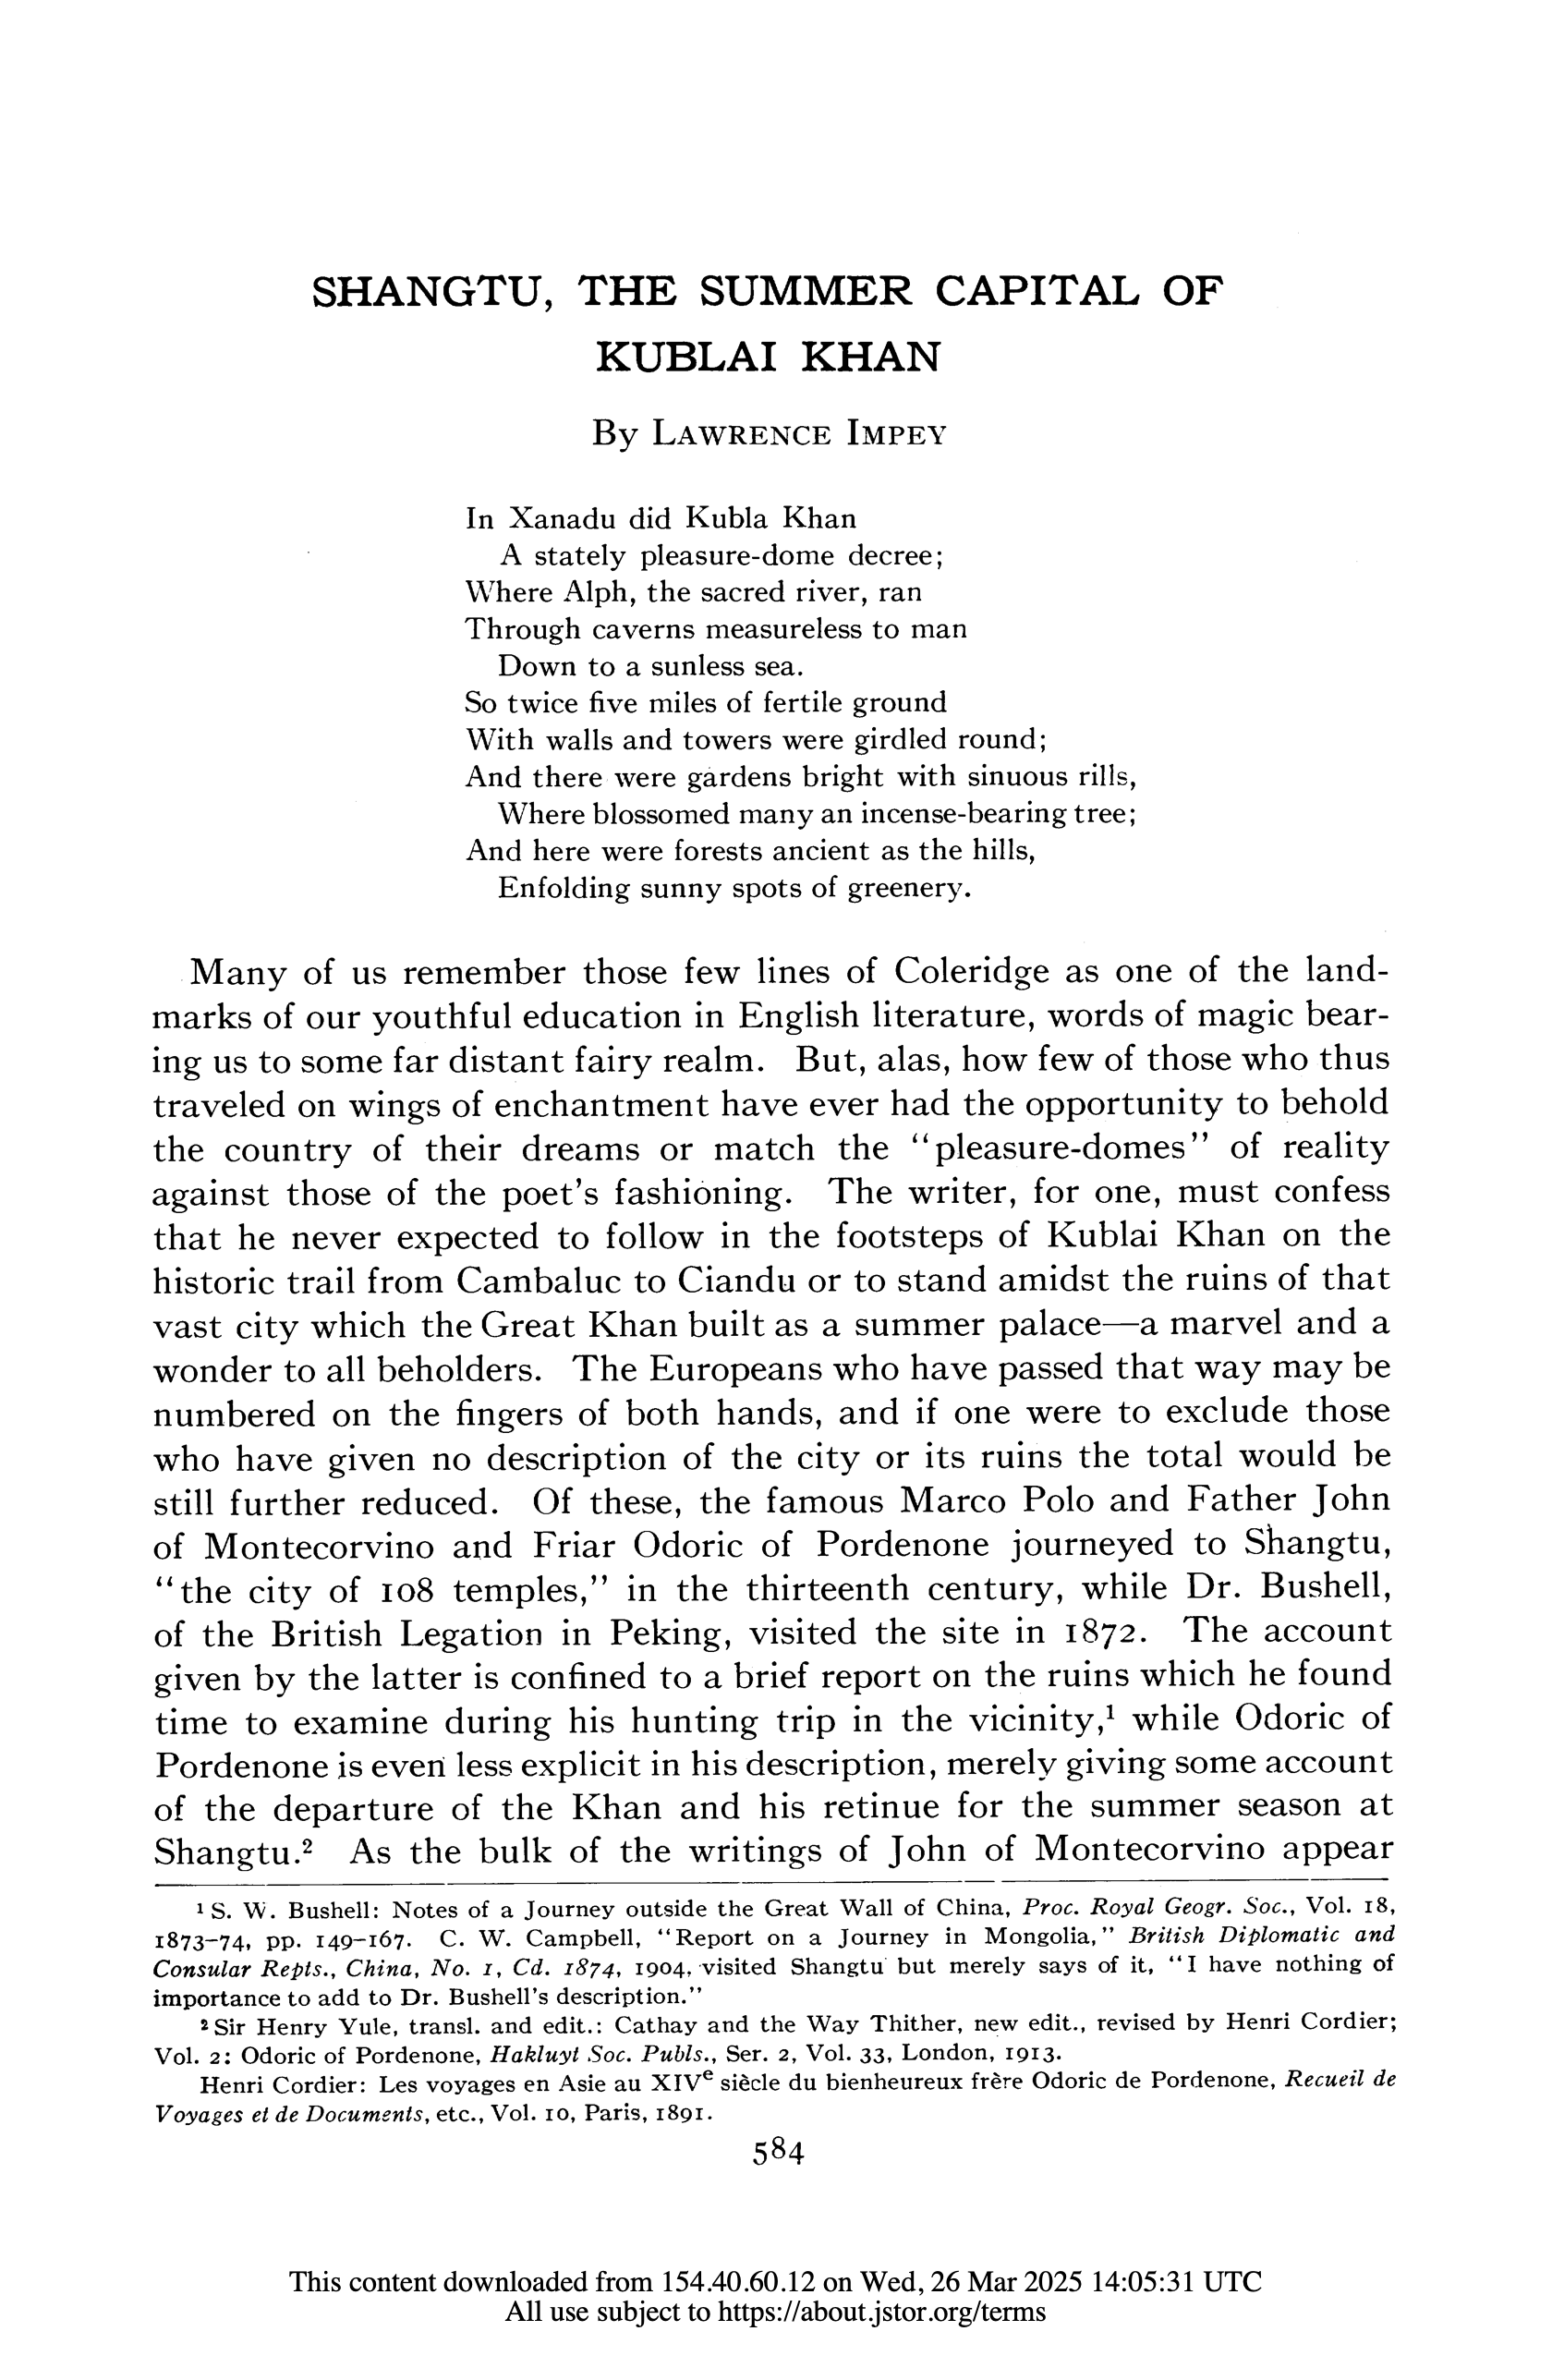 SHANGTU, THE SUMMER CAPITAL OF
KUBLAI KHAN
By LAWRENCE IMPEY
In Xanadu did Kubla Khan
A stately pleasure-dome decree;
Where Alph, the sacred river, ran
Through caverns measureless to man
Down to a sunless sea.
So twice five miles of fertile ground
With walls and towers were girdled round;
And there were gardens bright with sinuous rills,
Where blossomed many an incense-bearing tree;
And here were forests ancient as the hills,
Enfolding sunny spots of greenery.
Many of us remember those few lines of Coleridge as one of the land-
marks of our youthful education in English literature, words of magic bear-
ing us to some far distant fairy realm. But, alas, how few of those who thus
traveled on wings of enchantment have ever had the opportunity to behold
the country of their dreams or match the "pleasure-domes" of reality
against those of the poet's fashioning. The writer, for one, must confess
that he never expected to follow in the footsteps of Kublai Khan on the
historic trail from Cambaluc to Ciandu or to stand amidst the ruins of that
vast city which the Great Khan built as a summer palace—a marvel and a
wonder to all beholders. The Europeans who have passed that way may be
numbered on the fingers of both hands, and if one were to exclude those
who have given no description of the city or its ruins the total would be
still further reduced. Of these, the famous Marco Polo and Father John
of Montecorvino and Friar Odoric of Pordenone journeyed to Shangtu,
"the city of 108 temples," in the thirteenth century, while Dr. Bushell,
of the British Legation in Peking, visited the site in 1872. The account
given by the latter is confined to a brief report on the ruins which he found
time to examine during his hunting trip in the vicinity,¹ while Odoric of
Pordenone is even less explicit in his description, merely giving some account
of the departure of the Khan and his retinue for the summer season at
Shangtu.² As the bulk of the writings of John of Montecorvino appear
¹ S. W. Bushell: Notes of a Journey outside the Great Wall of China, Proc. Royal Geogr. Soc., Vol. 18,
1873–74, pp. 149–167. C. W. Campbell, "Report on a Journey in Mongolia," British Diplomatic and
Consular Repts., China, No. 1, Cd. 1874, 1904, visited Shangtu but merely says of it, "I have nothing of
importance to add to Dr. Bushell's description."
² Sir Henry Yule, transl. and edit.: Cathay and the Way Thither, new edit., revised by Henri Cordier;
Vol. 2: Odoric of Pordenone, Hakluyt Soc. Publs., Ser. 2, Vol. 33, London, 1913.
Henri Cordier: Les voyages en Asie au XIVᵉ siècle du bienheureux frère Odoric de Pordenone, Recueil de
Voyages et de Documents, etc., Vol. 10, Paris, 1891.
584
This content downloaded from 154.40.60.12 on Wed, 26 Mar 2025 14:05:31 UTC
All use subject to https://about.jstor.org/terms